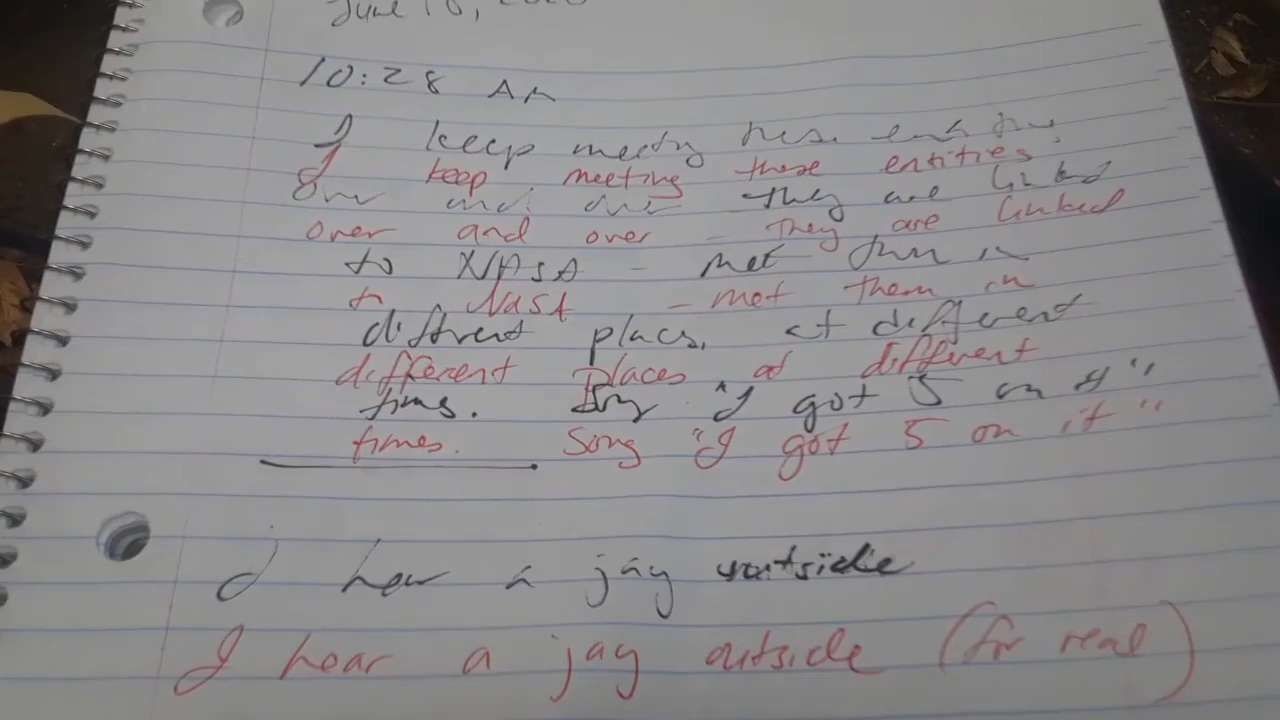 June 10,
10:28 AM
I keep meeting these entities.
I keep meeting these entities.
Over and over they are linked
over and over - They are linked
to NASA - met them in
to Nasa - met them in
different places, at different
different places at different
times. Song "I got 5 on it"
times. Song "I got 5 on it"
I hear a jay outside
I hear a jay outside (for real)